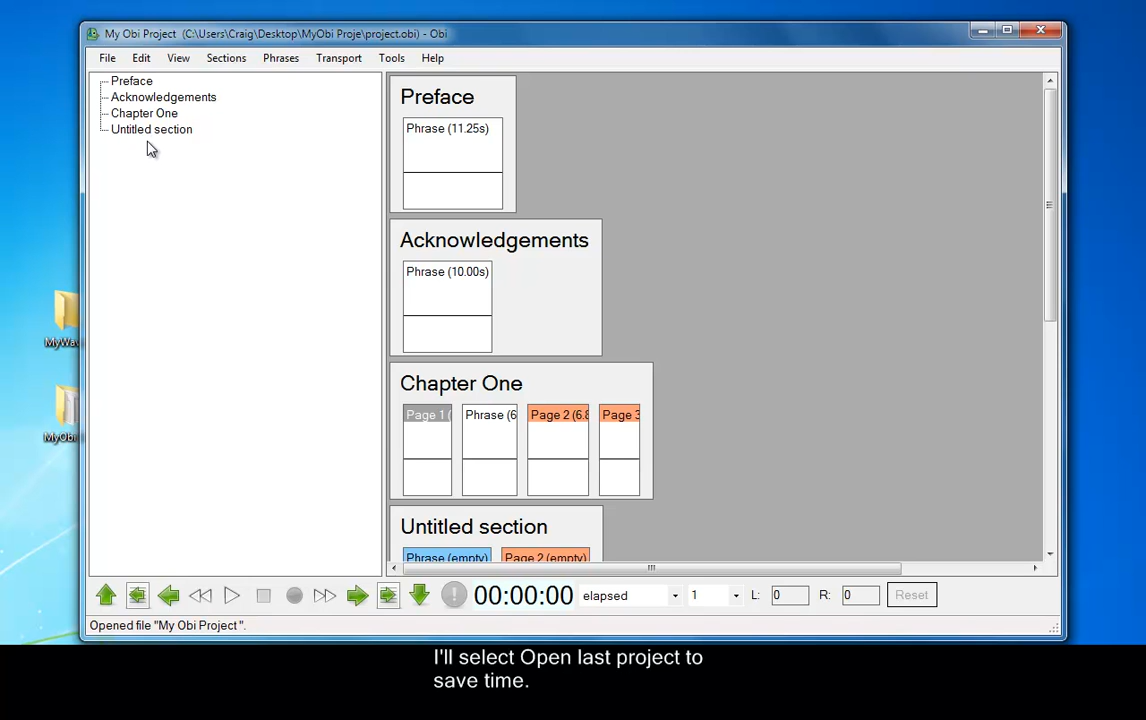 My Obi Project (C:\Users\Craig\Desktop\MyObi Proje\project.obi) - Obi
File Edit View Sections Phrases Transport Tools Help
Preface
Acknowledgements
Chapter One
Untitled section
Preface
Phrase (11.25s)
Acknowledgements
Phrase (10.00s)
Chapter One
Page 1 ( Phrase (6 Page 2 (6.8 Page 3
Untitled section
Phrase (empty) Page 2 (empty)
MyWa
MyObi
00:00:00 elapsed 1 L: 0 R: 0 Reset
Opened file "My Obi Project ".
I'll select Open last project to
save time.